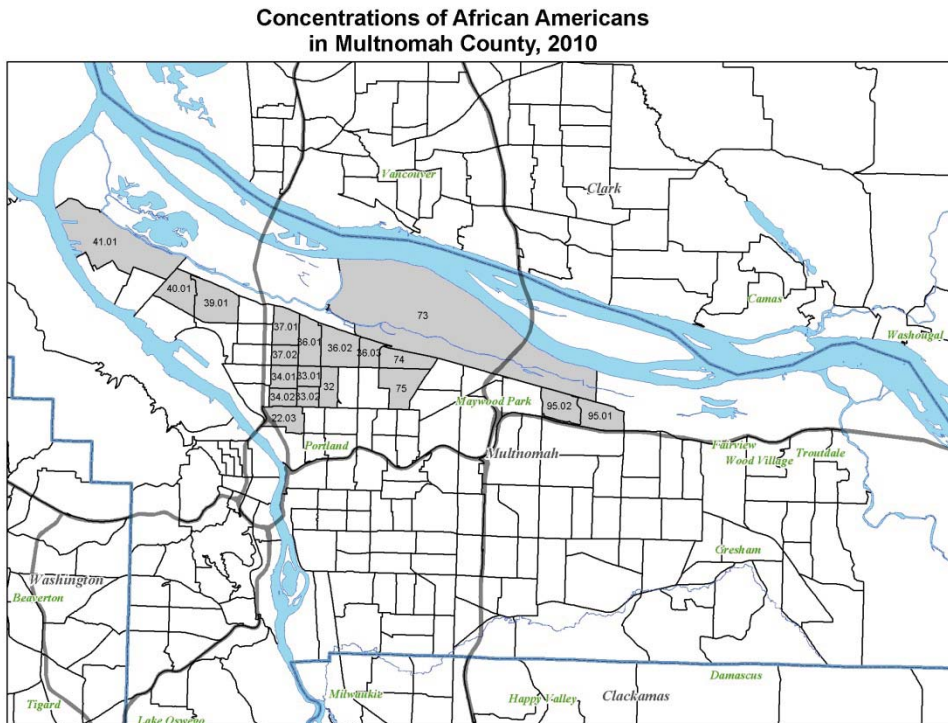 Concentrations of African Americans
in Multnomah County, 2010
Vancouver
Clark
41.01
40.01
39.01
73
Camas
Washougal
37.01
36.01
36.02
36.03
74
37.02
34.01
33.01
32
75
34.02
33.02
22.03
Maywood Park
95.02
95.01
Portland
Multnomah
Fairview
Wood Village
Troutdale
Gresham
Washington
Beaverton
Damascus
Tigard
Lake Oswego
Milwaukie
Happy Valley
Clackamas